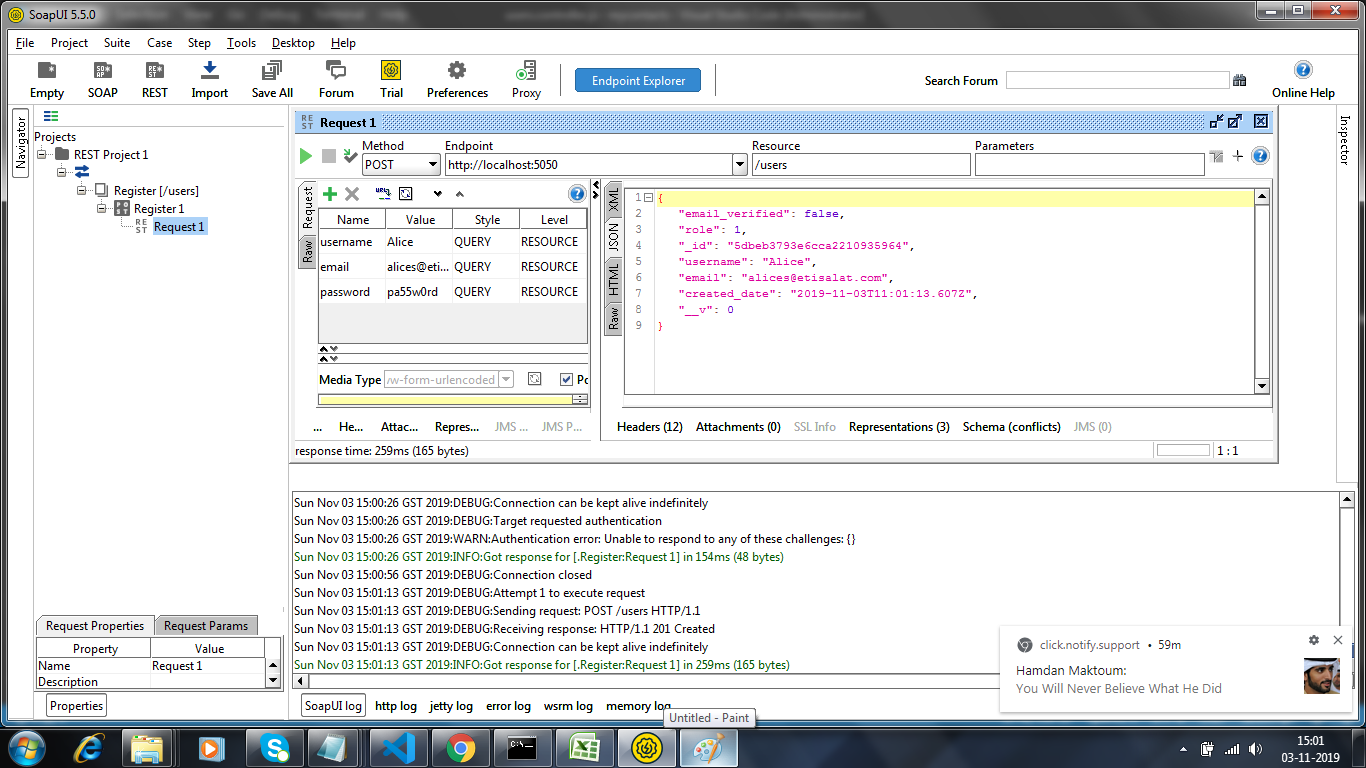 SoapUI 5.5.0
File Project Suite Case Step Tools Desktop Help
Empty SOAP REST Import Save All Forum Trial Preferences Proxy Endpoint Explorer Search Forum Online Help
Navigator
Projects
REST Project 1
Register [/users]
Register 1
Request 1
Request 1
Method Endpoint Resource Parameters
POST http://localhost:5050 /users
Request
Raw
Name Value Style Level
username Alice QUERY RESOURCE
email alices@eti... QUERY RESOURCE
password pa55w0rd QUERY RESOURCE
Media Type /w-form-urlencoded Pc
... He... Attac... Repres... JMS ... JMS P...
XML
JSON
HTML
Raw
1 {
2 "email_verified": false,
3 "role": 1,
4 "_id": "5dbeb3793e6cca2210935964",
5 "username": "Alice",
6 "email": "alices@etisalat.com",
7 "created_date": "2019-11-03T11:01:13.607Z",
8 "__v": 0
9 }
Headers (12) Attachments (0) SSL Info Representations (3) Schema (conflicts) JMS (0)
response time: 259ms (165 bytes) 1 : 1
Inspector
Sun Nov 03 15:00:26 GST 2019:DEBUG:Connection can be kept alive indefinitely
Sun Nov 03 15:00:26 GST 2019:DEBUG:Target requested authentication
Sun Nov 03 15:00:26 GST 2019:WARN:Authentication error: Unable to respond to any of these challenges: {}
Sun Nov 03 15:00:26 GST 2019:INFO:Got response for [.Register:Request 1] in 154ms (48 bytes)
Sun Nov 03 15:00:56 GST 2019:DEBUG:Connection closed
Sun Nov 03 15:01:13 GST 2019:DEBUG:Attempt 1 to execute request
Sun Nov 03 15:01:13 GST 2019:DEBUG:Sending request: POST /users HTTP/1.1
Sun Nov 03 15:01:13 GST 2019:DEBUG:Receiving response: HTTP/1.1 201 Created
Sun Nov 03 15:01:13 GST 2019:DEBUG:Connection can be kept alive indefinitely
Sun Nov 03 15:01:13 GST 2019:INFO:Got response for [.Register:Request 1] in 259ms (165 bytes)
Request Properties Request Params
Property Value
Name Request 1
Description
Properties
SoapUI log http log jetty log error log wsrm log memory log
click.notify.support • 59m
Hamdan Maktoum:
You Will Never Believe What He Did
Untitled - Paint
15:01
03-11-2019